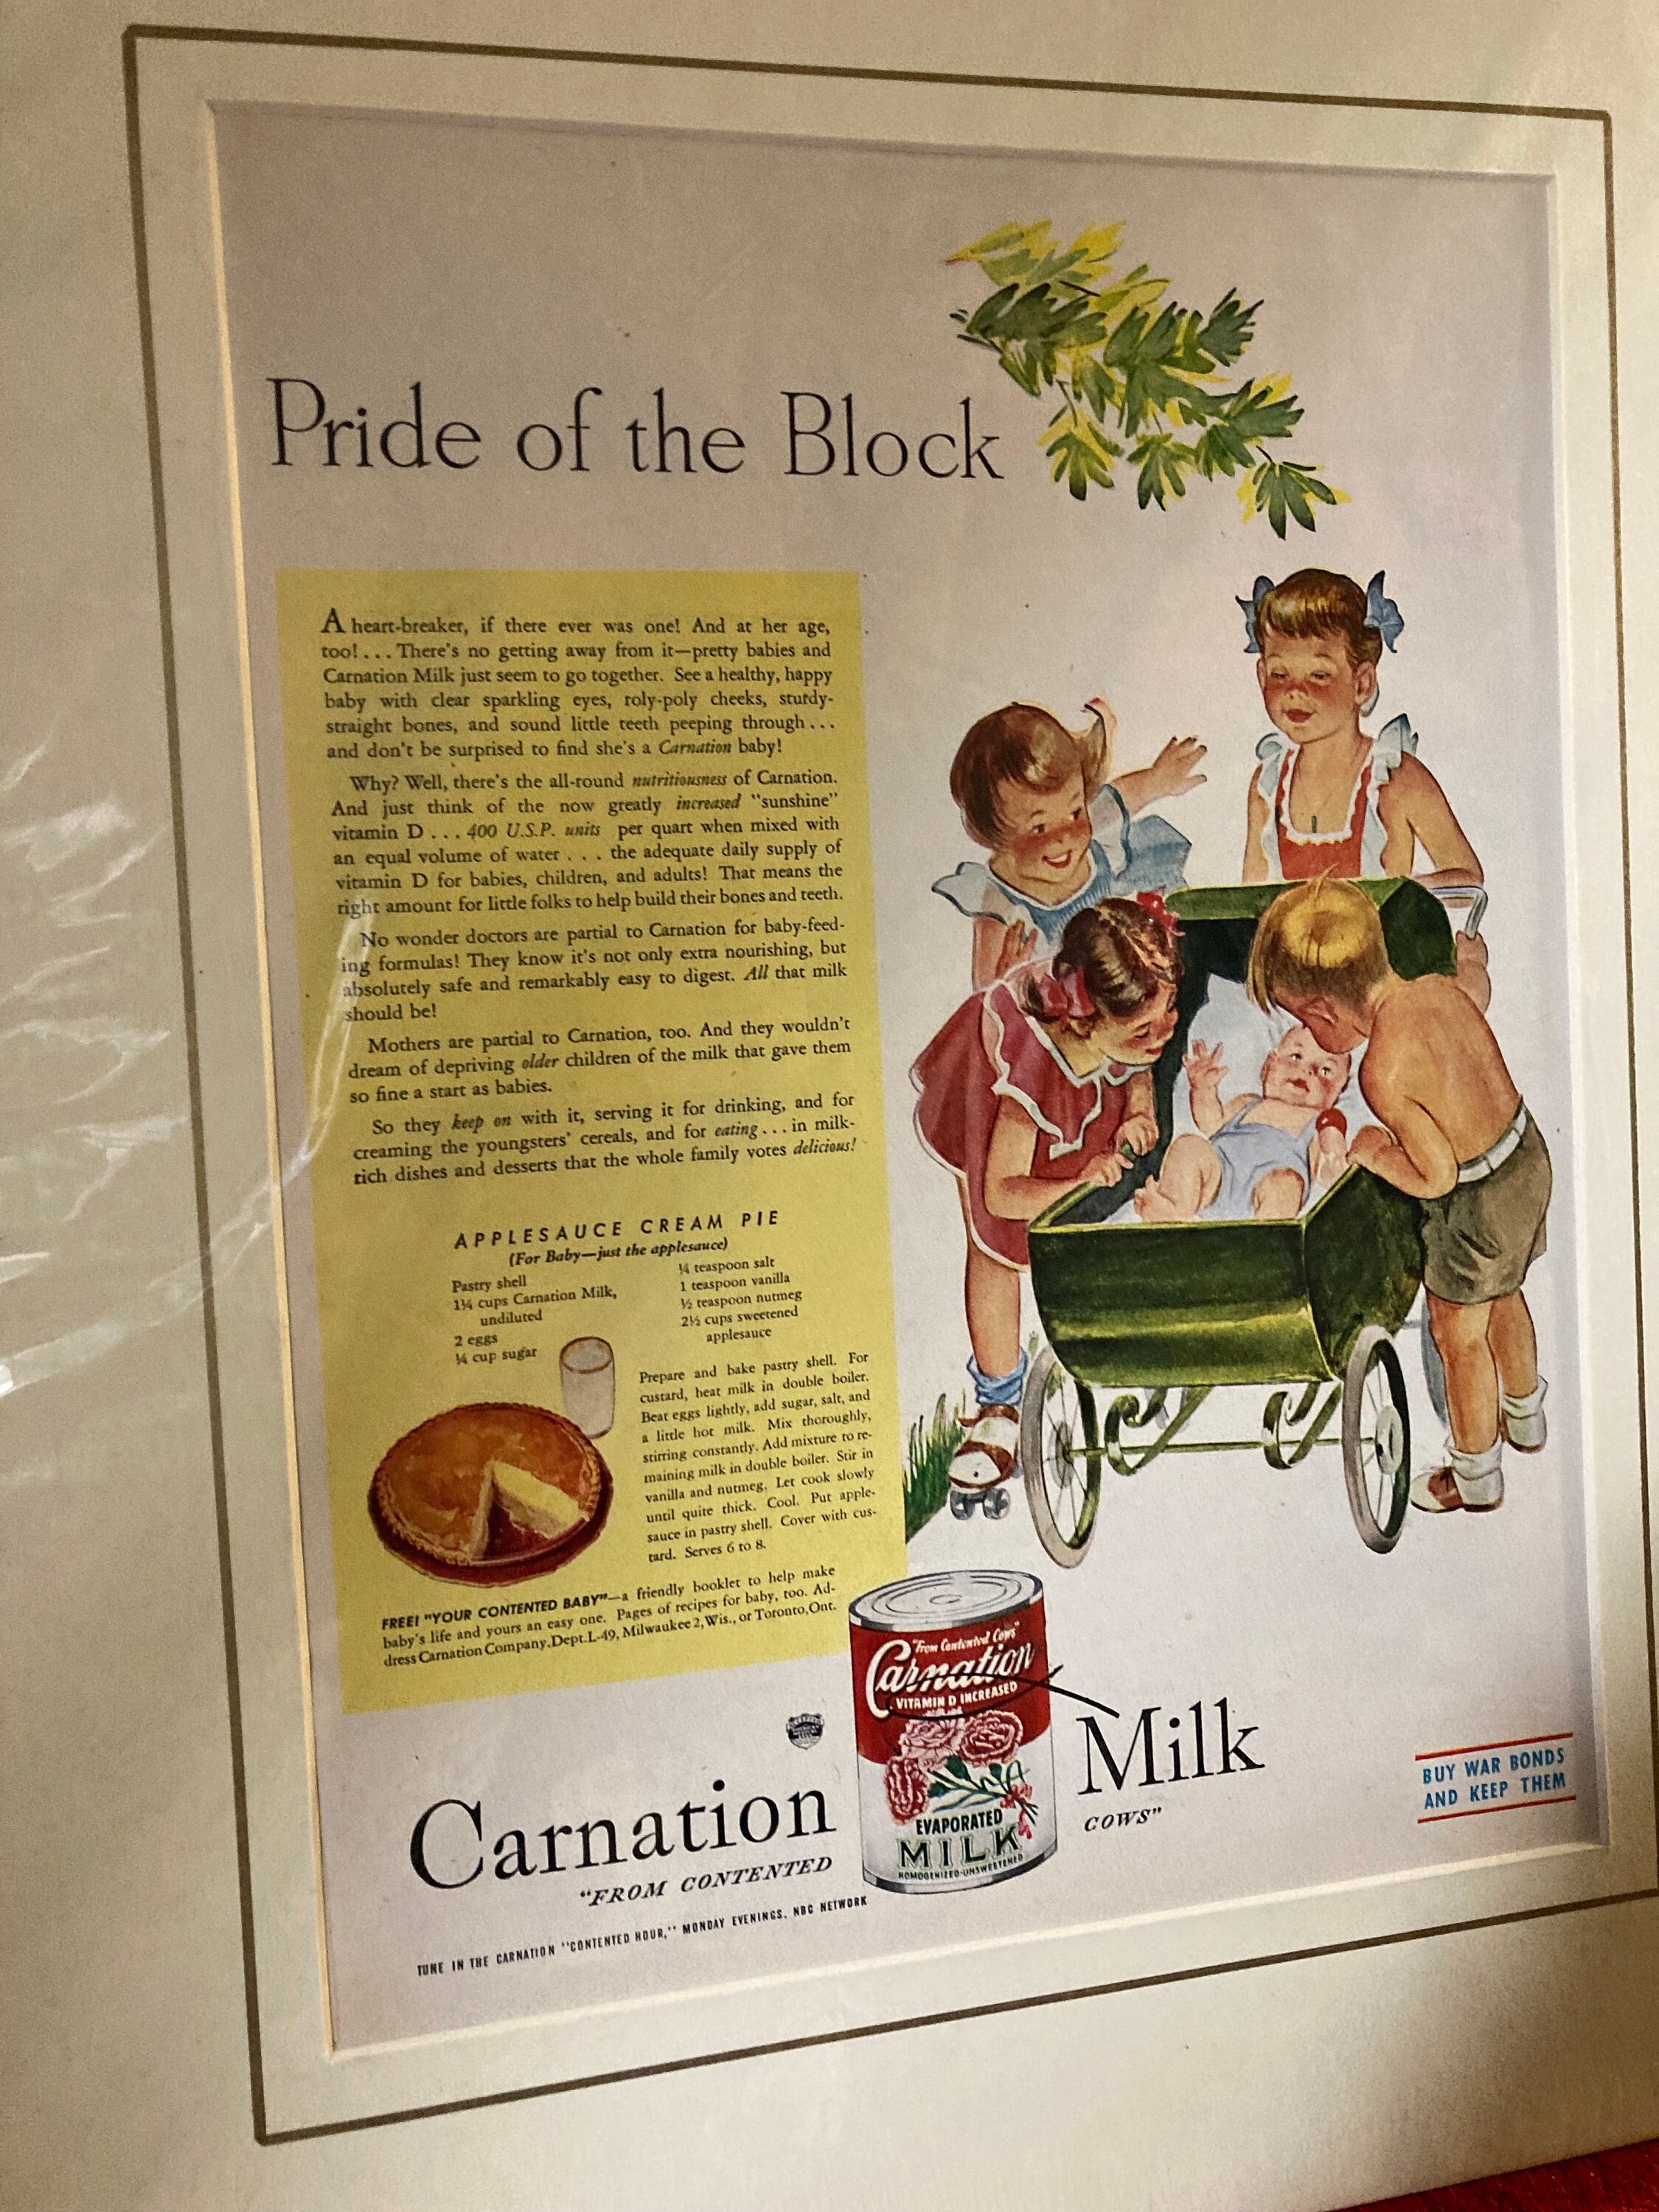 Pride of the Block
A heart-breaker, if there ever was one! And at her age,
too! . . . There's no getting away from it—pretty babies and
Carnation Milk just seem to go together. See a healthy, happy
baby with clear sparkling eyes, roly-poly cheeks, sturdy-
straight bones, and sound little teeth peeping through . . .
and don't be surprised to find she's a Carnation baby!
Why? Well, there's the all-round nutritiousness of Carnation.
And just think of the now greatly increased "sunshine"
vitamin D . . . 400 U.S.P. units per quart when mixed with
an equal volume of water . . . the adequate daily supply of
vitamin D for babies, children, and adults! That means the
right amount for little folks to help build their bones and teeth.
No wonder doctors are partial to Carnation for baby-feed-
ing formulas! They know it's not only extra nourishing, but
absolutely safe and remarkably easy to digest. All that milk
should be!
Mothers are partial to Carnation, too. And they wouldn't
dream of depriving older children of the milk that gave them
so fine a start as babies.
So they keep on with it, serving it for drinking, and for
creaming the youngsters' cereals, and for eating . . . in milk-
rich dishes and desserts that the whole family votes delicious!
APPLESAUCE CREAM PIE
(For Baby—just the applesauce)
Pastry shell
1¼ cups Carnation Milk,
undiluted
2 eggs
¼ cup sugar
¼ teaspoon salt
1 teaspoon vanilla
½ teaspoon nutmeg
2½ cups sweetened
applesauce
Prepare and bake pastry shell. For
custard, heat milk in double boiler.
Beat eggs lightly, add sugar, salt, and
a little hot milk. Mix thoroughly,
stirring constantly. Add mixture to re-
maining milk in double boiler. Stir in
vanilla and nutmeg. Let cook slowly
until quite thick. Cool. Put apple-
sauce in pastry shell. Cover with cus-
tard. Serves 6 to 8.
FREE! "YOUR CONTENTED BABY"—a friendly booklet to help make
baby's life and yours an easy one. Pages of recipes for baby, too. Ad-
dress Carnation Company, Dept. L-49, Milwaukee 2, Wis., or Toronto, Ont.
"From Contented Cows"
Carnation
VITAMIN D INCREASED
EVAPORATED
MILK
HOMOGENIZED-UNSWEETENED
Carnation Milk
"FROM CONTENTED COWS"
TUNE IN THE CARNATION "CONTENTED HOUR," MONDAY EVENINGS, NBC NETWORK
BUY WAR BONDS
AND KEEP THEM